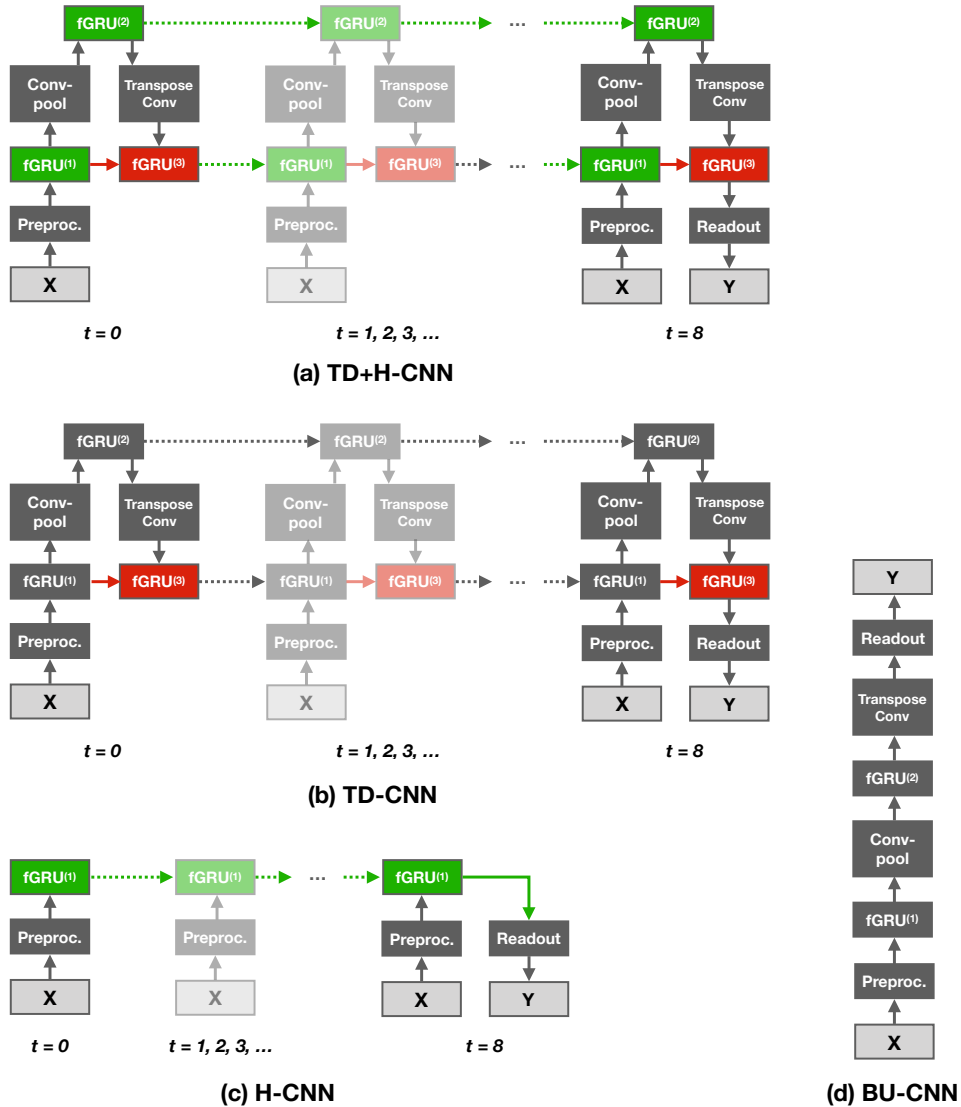 fGRU(2) fGRU(2) ... fGRU(2)
Conv-pool Transpose Conv Conv-pool Transpose Conv Conv-pool Transpose Conv
fGRU(1) fGRU(3) fGRU(1) fGRU(3) ... fGRU(1) fGRU(3)
Preproc. Preproc. Preproc. Readout
X X X Y
t = 0 t = 1, 2, 3, ... t = 8
(a) TD+H-CNN
fGRU(2) fGRU(2) ... fGRU(2)
Conv-pool Transpose Conv Conv-pool Transpose Conv Conv-pool Transpose Conv
fGRU(1) fGRU(3) fGRU(1) fGRU(3) ... fGRU(1) fGRU(3)
Preproc. Preproc. Preproc. Readout
X X X Y
t = 0 t = 1, 2, 3, ... t = 8
(b) TD-CNN
fGRU(1) fGRU(1) ... fGRU(1)
Preproc. Preproc. Preproc. Readout
X X X Y
t = 0 t = 1, 2, 3, ... t = 8
(c) H-CNN
Y
Readout
Transpose
Conv
fGRU(2)
Conv-
pool
fGRU(1)
Preproc.
X
(d) BU-CNN